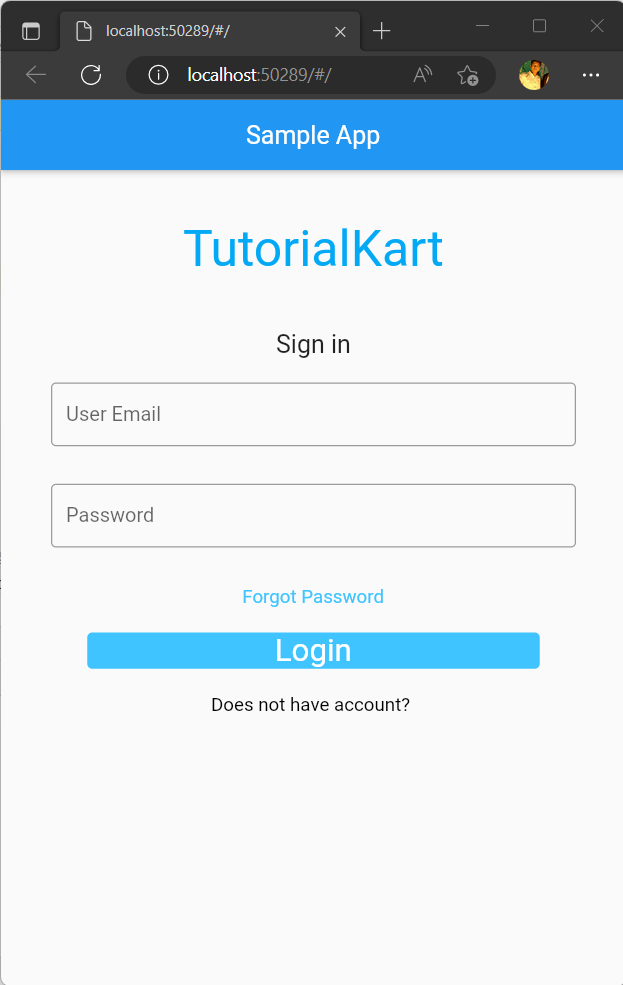 localhost:50289/#/
localhost:50289/#/
Sample App
TutorialKart
Sign in
User Email
Password
Forgot Password
Login
Does not have account?